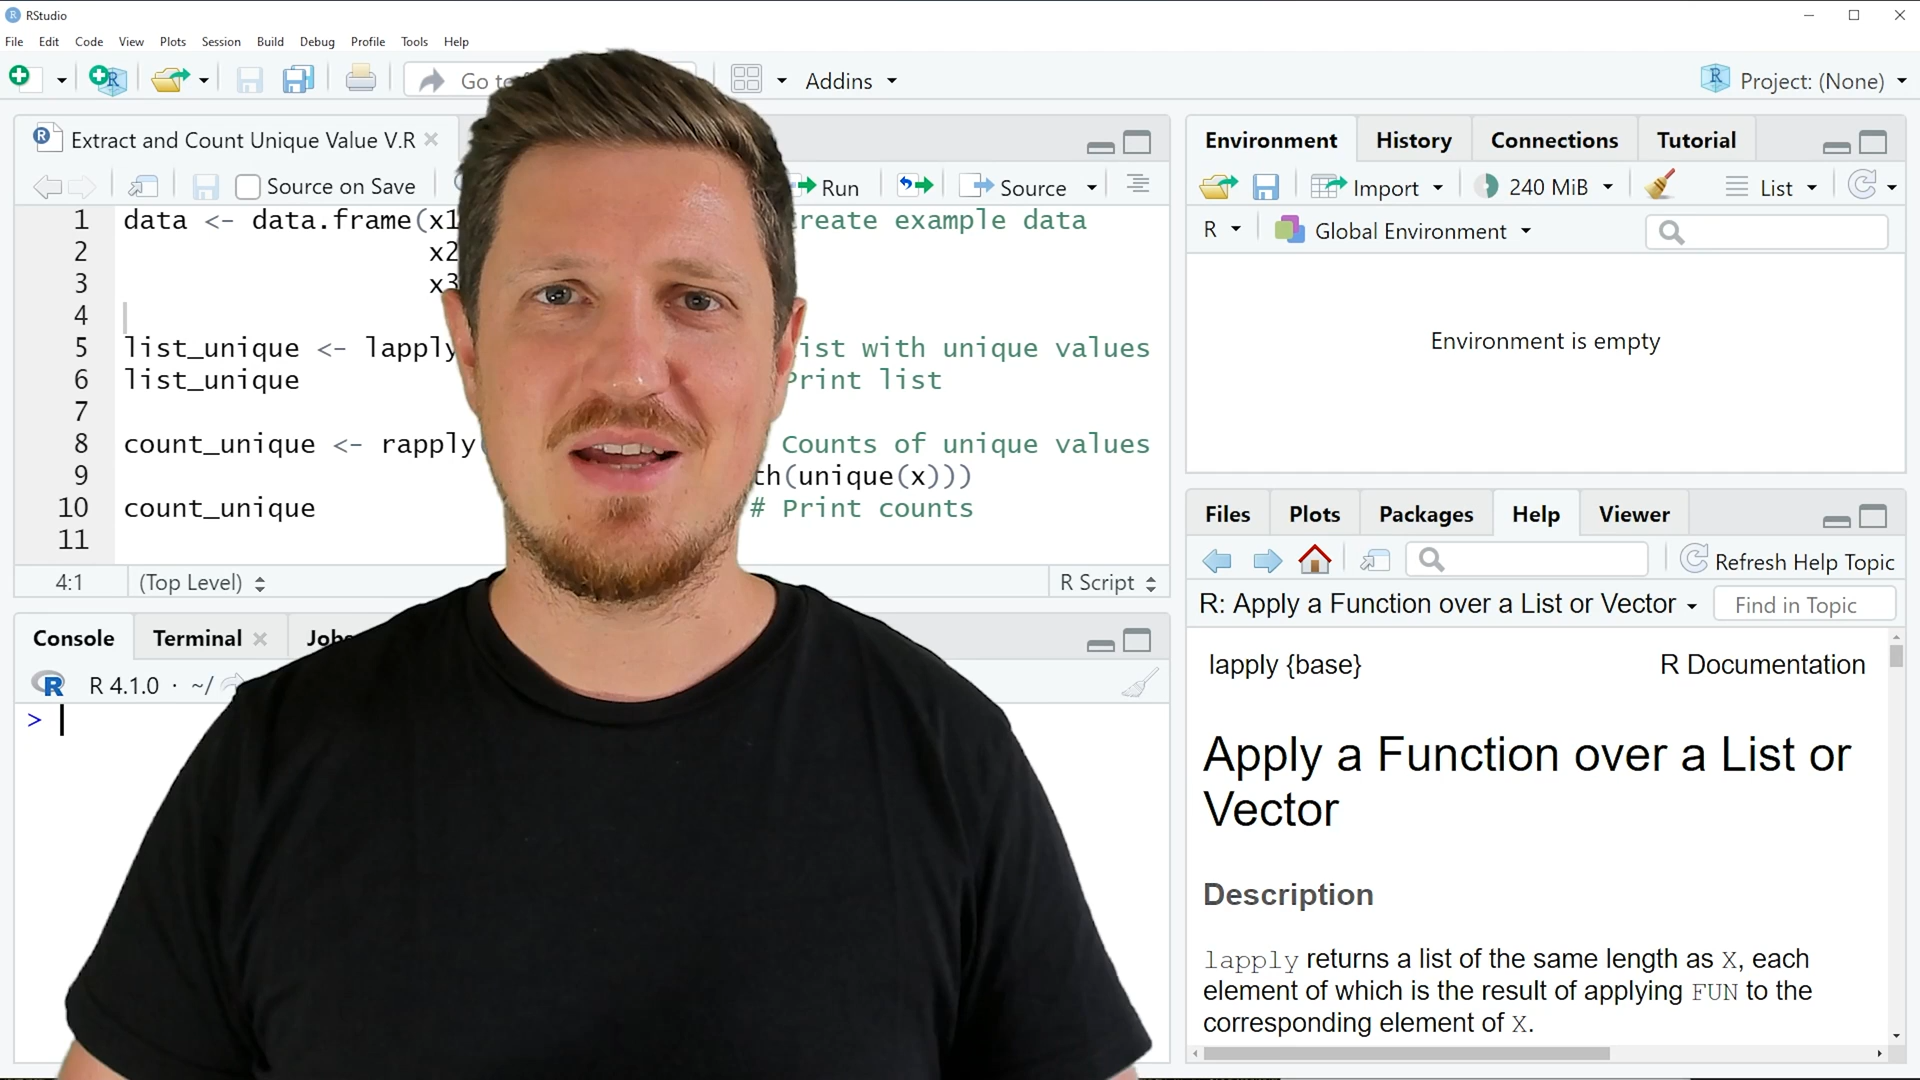 RStudio
File Edit Code View Plots Session Build Debug Profile Tools Help
Go to
Addins
Project: (None)
Extract and Count Unique Value V.R
Source on Save
Run
Source
1 data <- data.frame(x1 create example data
2 x2
3 x3
4
5 list_unique <- lapply ist with unique values
6 list_unique Print list
7
8 count_unique <- rapply Counts of unique values
9 th(unique(x)))
10 count_unique # Print counts
11
4:1 (Top Level) R Script
Console Terminal Jobs
R 4.1.0 · ~/
>
Environment History Connections Tutorial
Import 240 MiB List
R Global Environment
Environment is empty
Files Plots Packages Help Viewer
Refresh Help Topic
R: Apply a Function over a List or Vector Find in Topic
lapply {base} R Documentation
Apply a Function over a List or
Vector
Description
lapply returns a list of the same length as X, each
element of which is the result of applying FUN to the
corresponding element of X.